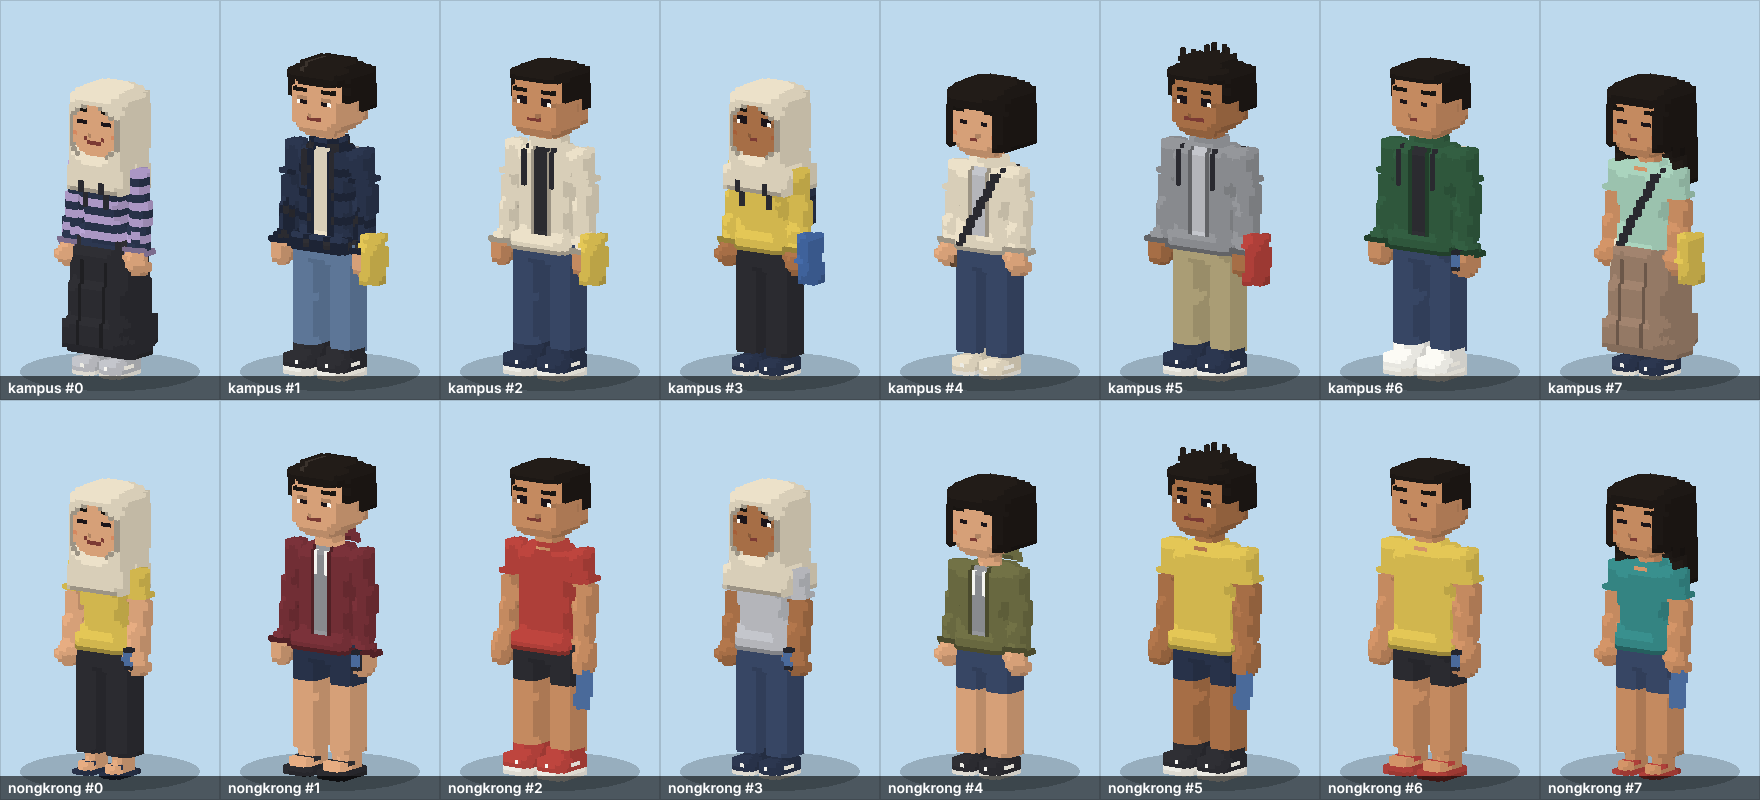 kampus #0
kampus #1
kampus #2
kampus #3
kampus #4
kampus #5
kampus #6
kampus #7
nongkrong #0
nongkrong #1
nongkrong #2
nongkrong #3
nongkrong #4
nongkrong #5
nongkrong #6
nongkrong #7